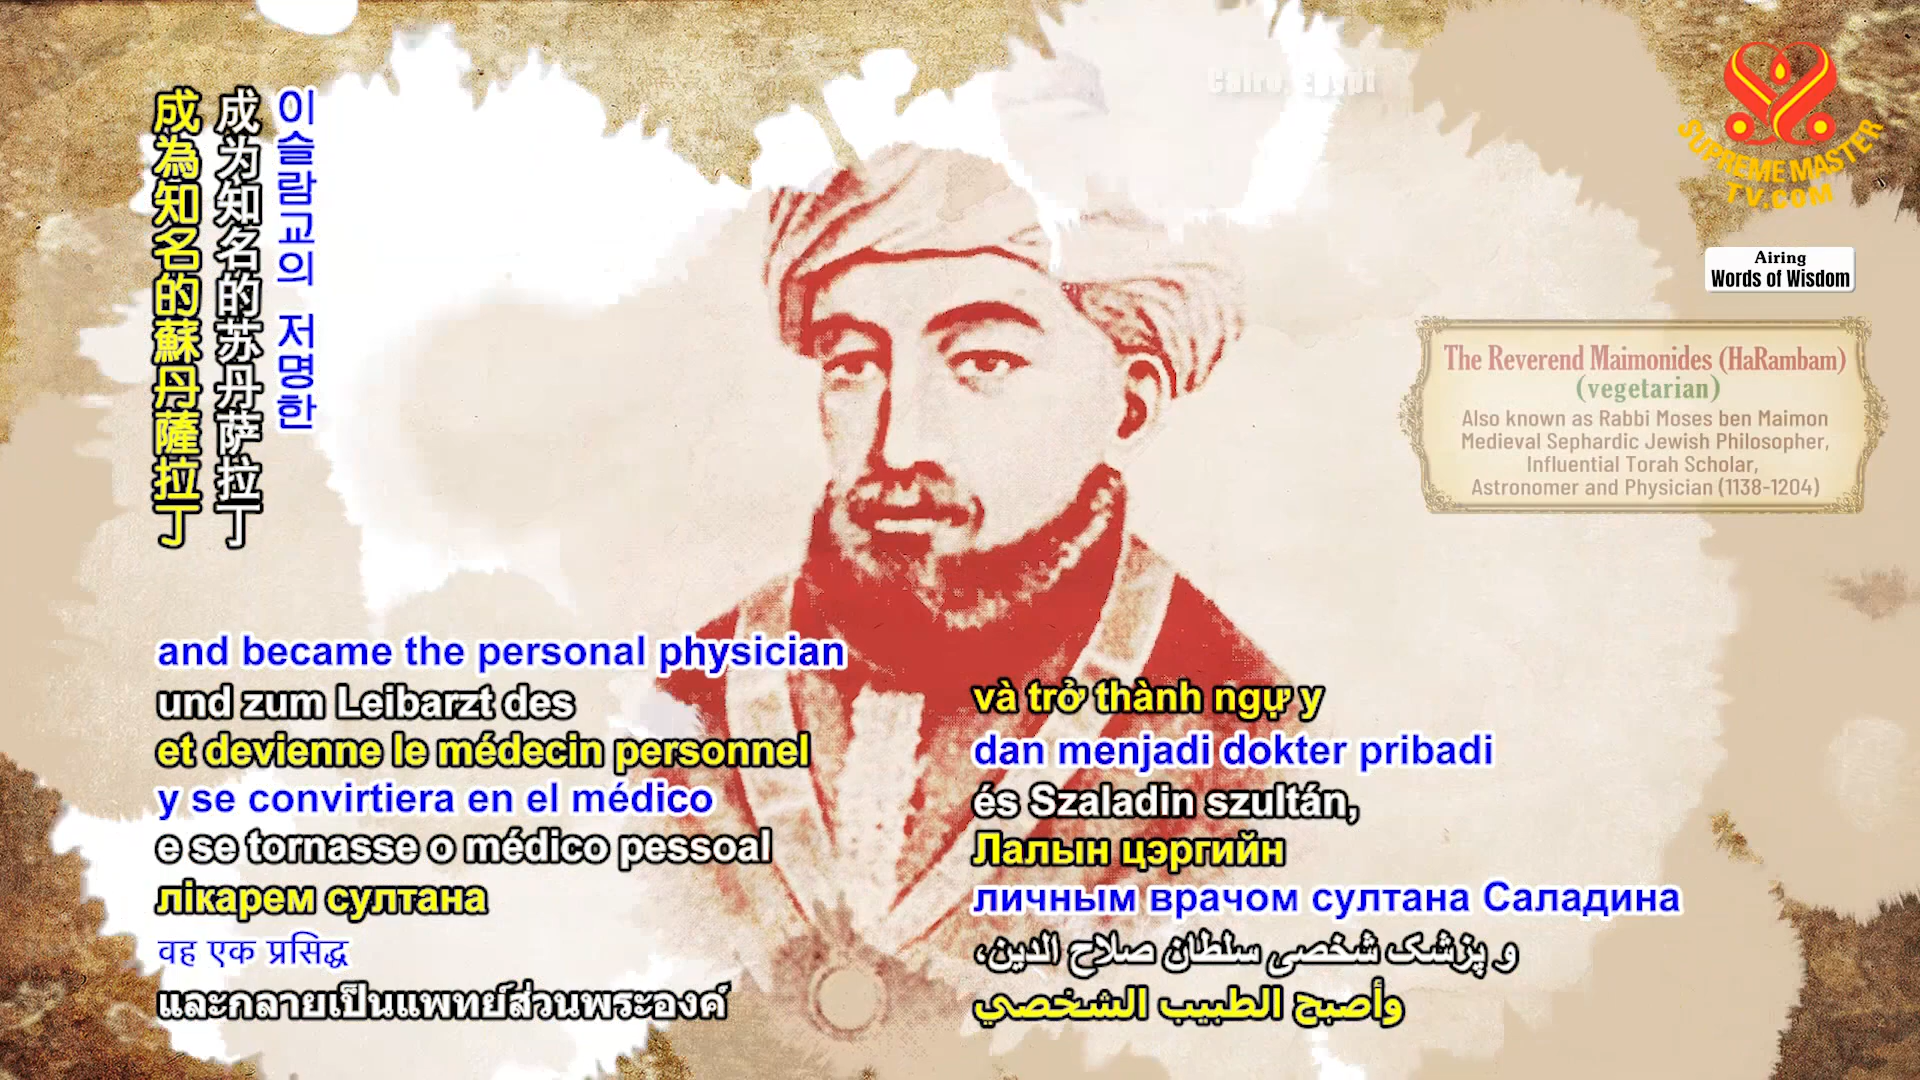 成為知名的蘇丹薩拉丁
成为知名的苏丹萨拉丁
이슬람교의 저명한
Cairo, Egypt
SUPREME MASTER
TV.COM
Airing
Words of Wisdom
The Reverend Maimonides (HaRambam)
(vegetarian)
Also known as Rabbi Moses ben Maimon
Medieval Sephardic Jewish Philosopher,
Influential Torah Scholar,
Astronomer and Physician (1138-1204)
and became the personal physician
und zum Leibarzt des
et devienne le médecin personnel
y se convirtiera en el médico
e se tornasse o médico pessoal
лікарем султана
वह एक प्रसिद्ध
และกลายเป็นแพทย์ส่วนพระองค์
và trở thành ngự y
dan menjadi dokter pribadi
és Szaladin szultán,
Лалын цэргийн
личным врачом султана Саладина
و پزشک شخصی سلطان صلاح الدین،
وأصبح الطبيب الشخصي